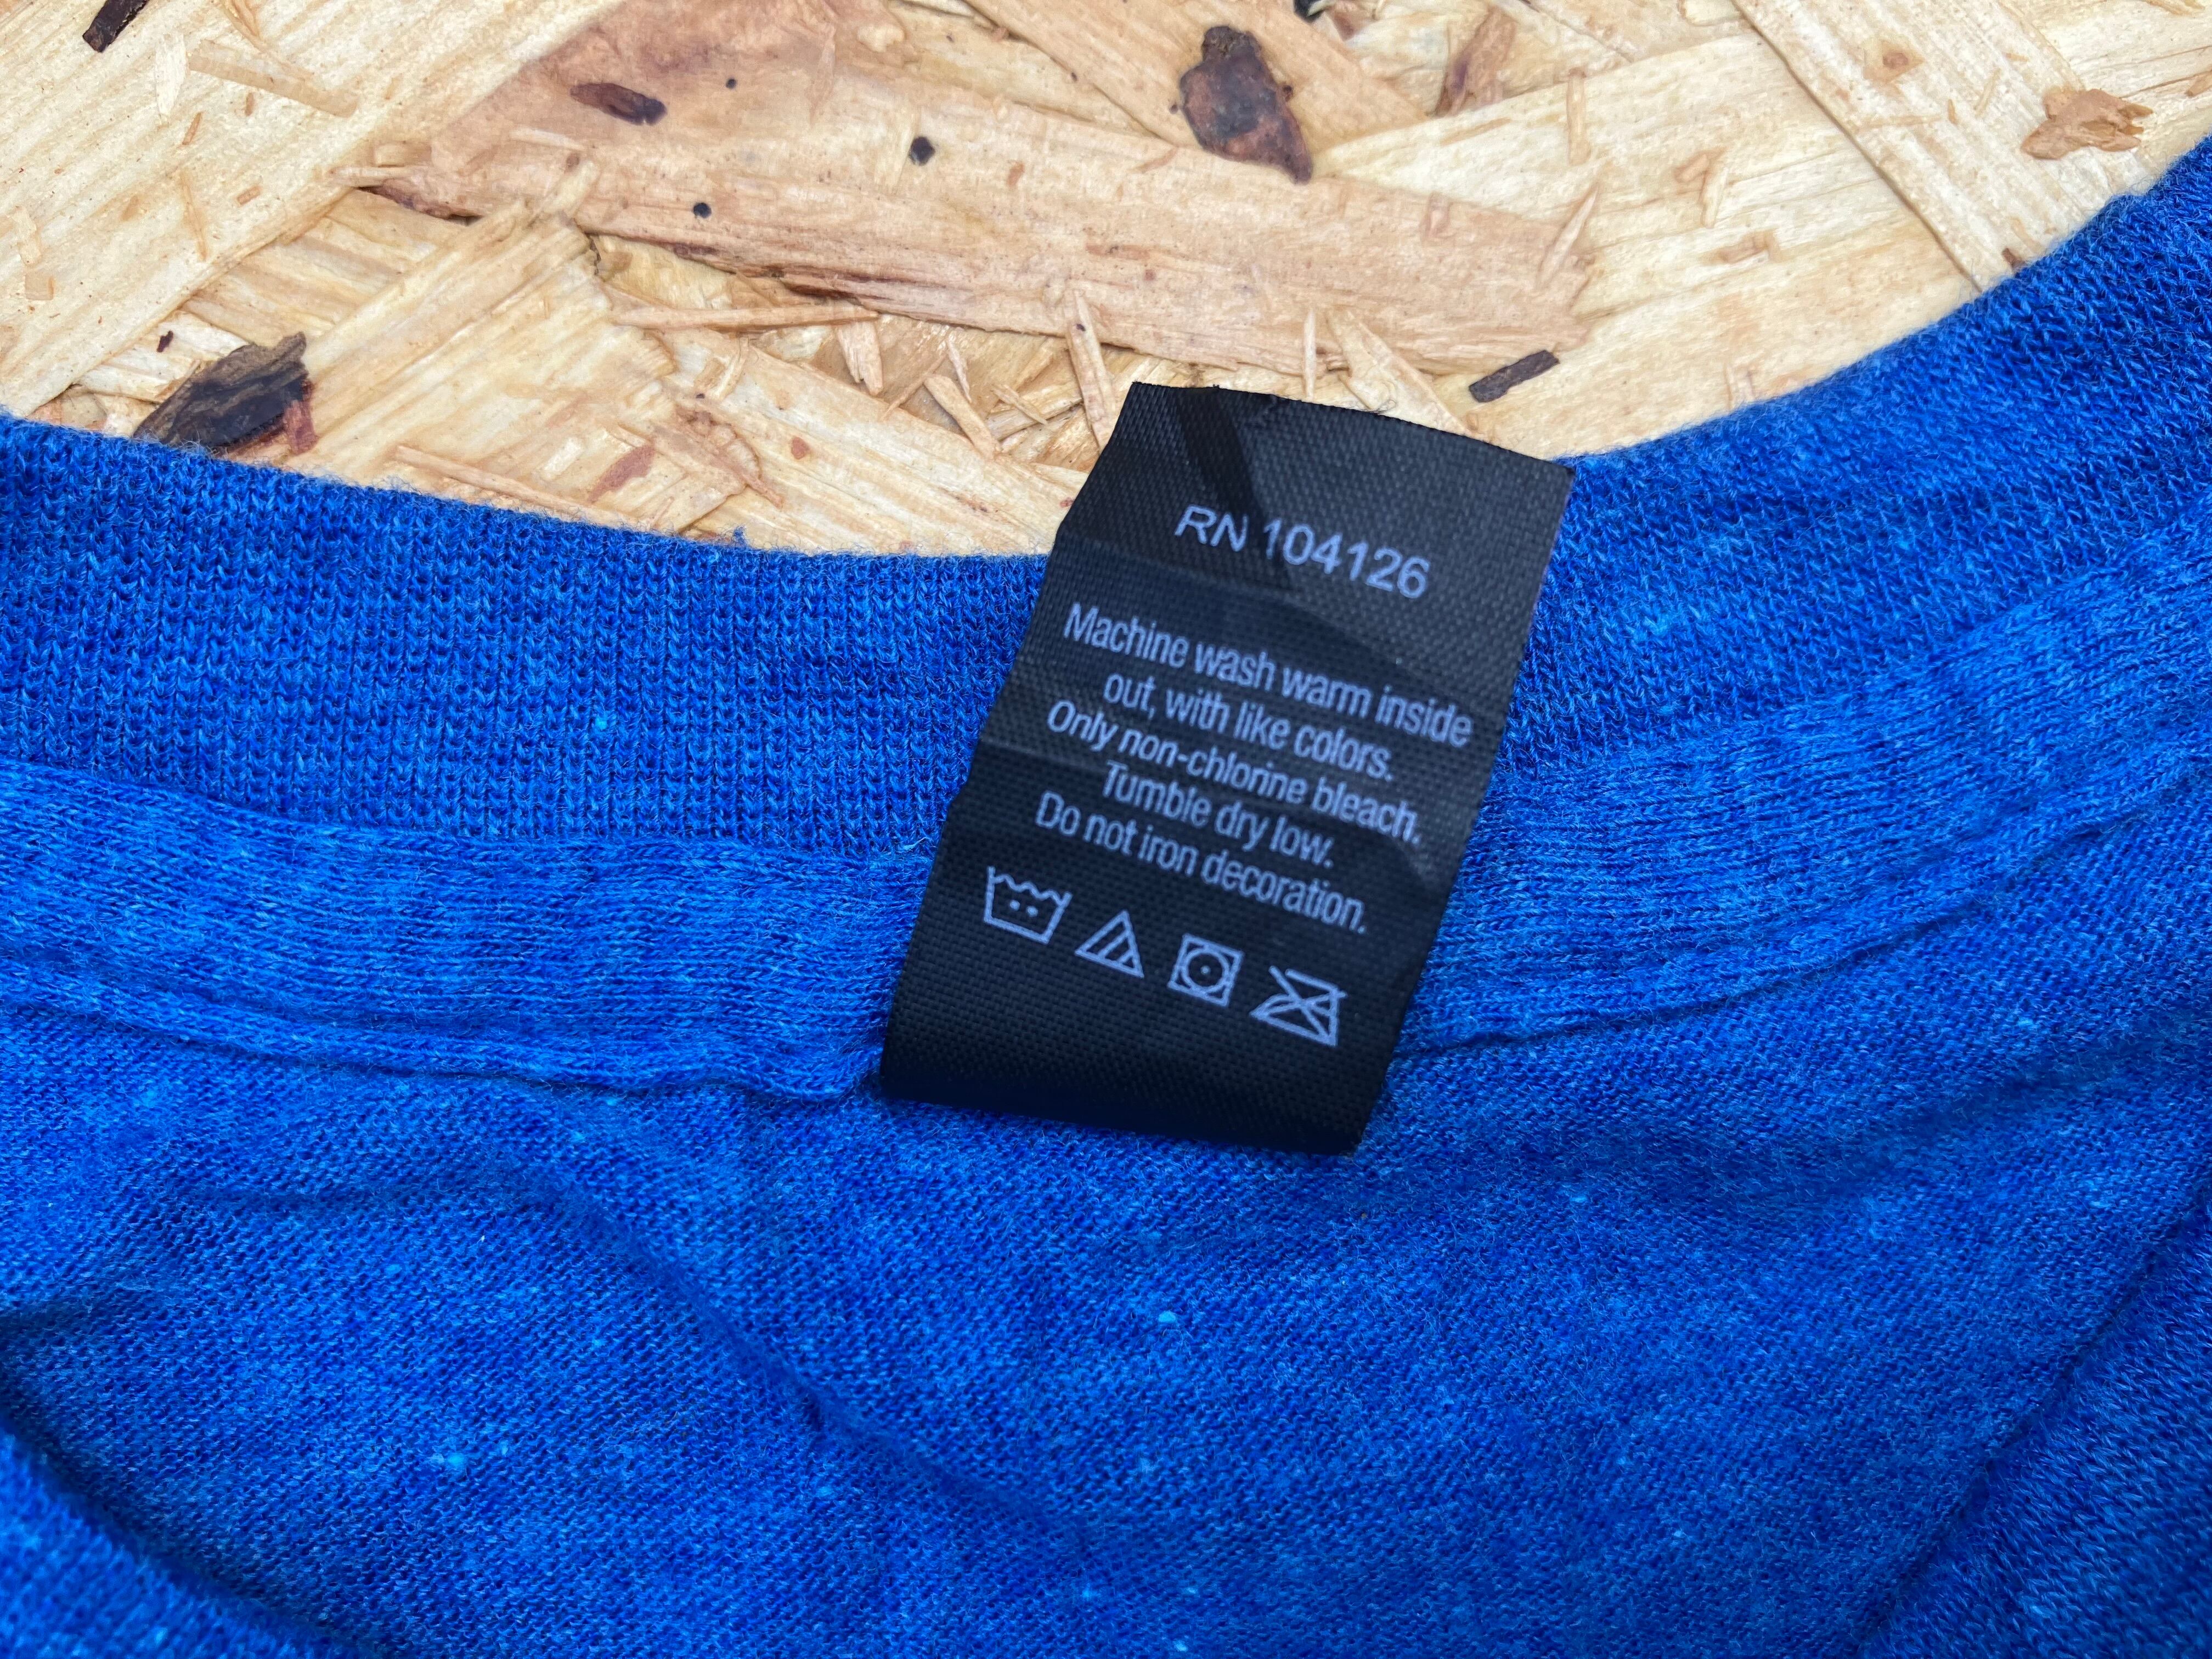 RN 104126
Machine wash warm inside
out, with like colors.
Only non-chlorine bleach.
Tumble dry low.
Do not iron decoration.